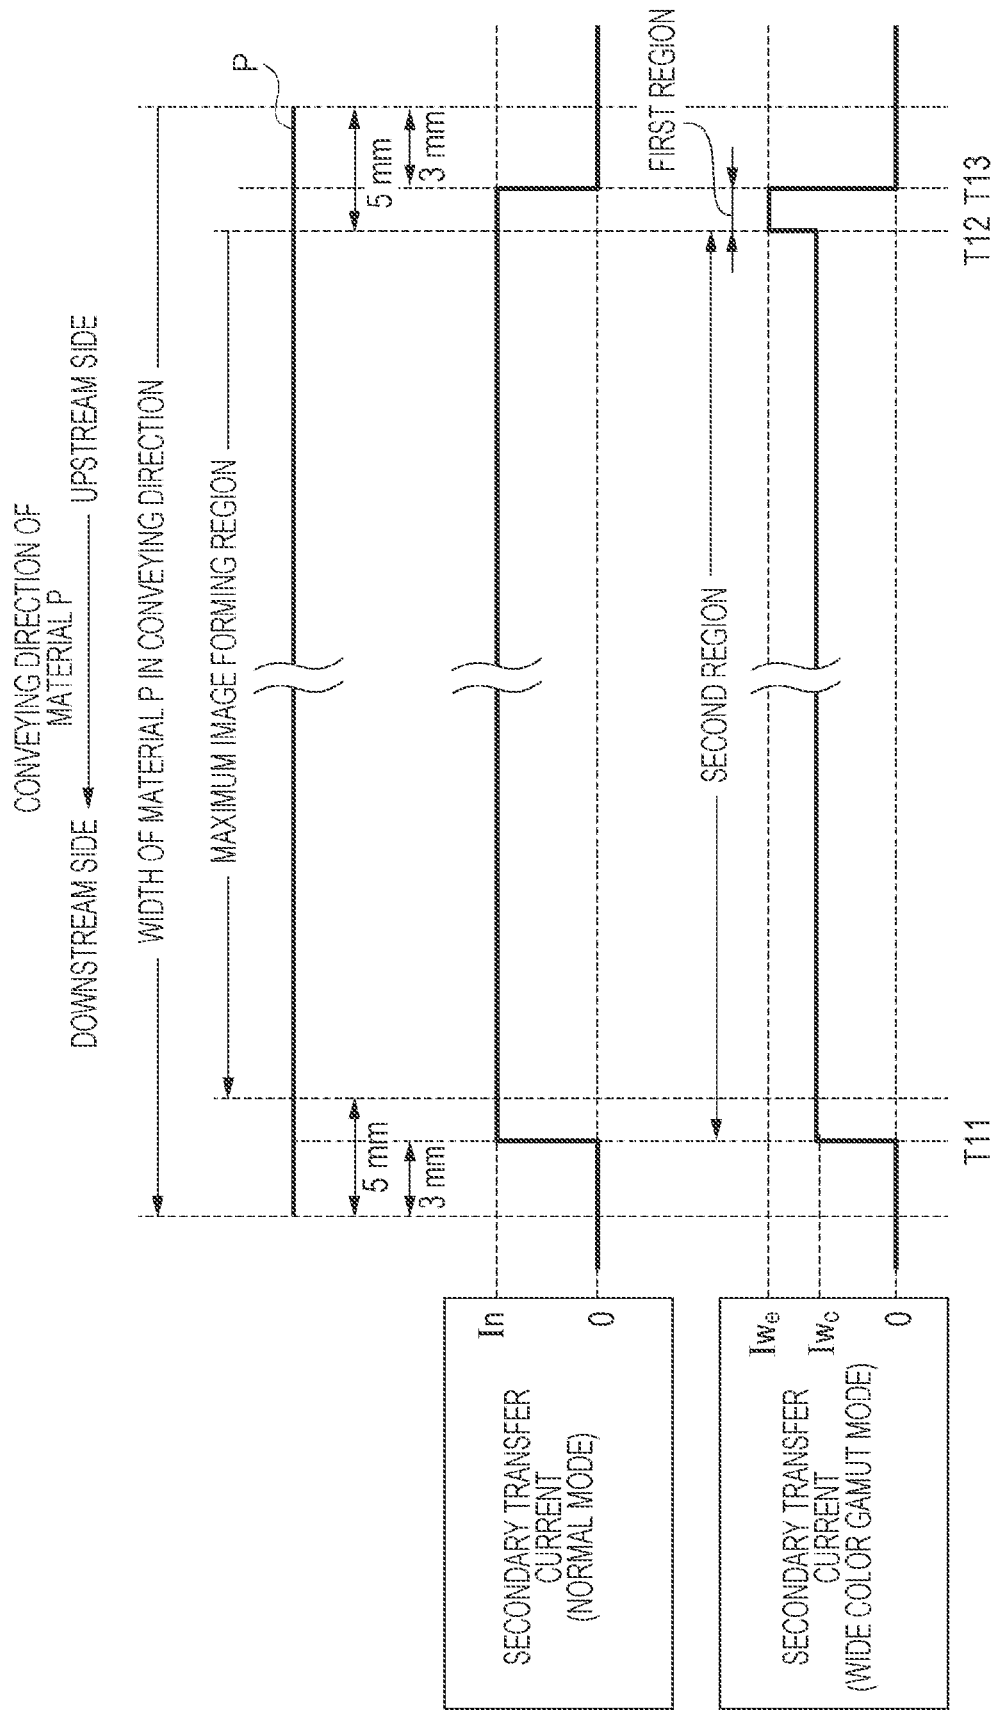 CONVEYING DIRECTION OF
MATERIAL P
DOWNSTREAM SIDE
UPSTREAM SIDE
WIDTH OF MATERIAL P IN CONVEYING DIRECTION
MAXIMUM IMAGE FORMING REGION
P
5 mm
5 mm
3 mm
3 mm
SECONDARY TRANSFER
CURRENT
(NORMAL MODE)
In
0
FIRST REGION
SECOND REGION
SECONDARY TRANSFER
CURRENT
(WIDE COLOR GAMUT MODE)
Iwe
Iwc
0
T11
T12 T13